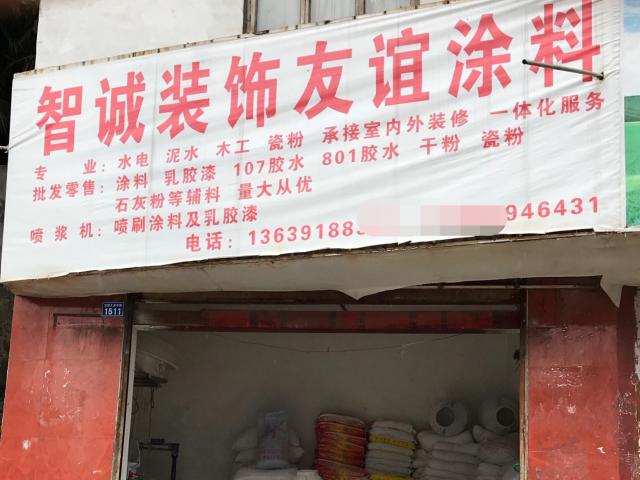 智诚装饰友谊涂料
专 业：水电 泥水 木工 瓷粉 承接室内外装修 一体化服务
批发零售：涂料 乳胶漆 107胶水 801胶水 干粉 瓷粉
石灰粉等辅料 量大从优
喷浆机：喷刷涂料及乳胶漆
电话：13639188 946431
1511